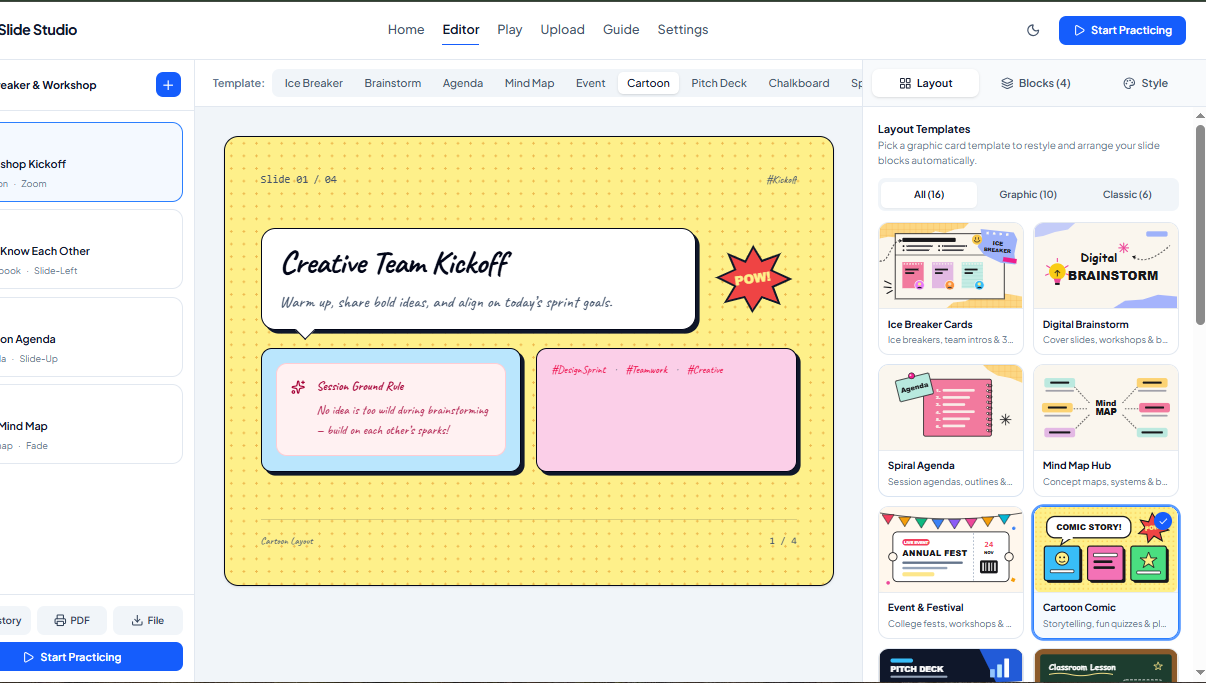 Slide Studio
Home Editor Play Upload Guide Settings
Start Practicing
eaker & Workshop
shop Kickoff
on · Zoom
Know Each Other
book · Slide-Left
on Agenda
da · Slide-Up
Mind Map
map · Fade
tory PDF File
Start Practicing
Template: Ice Breaker Brainstorm Agenda Mind Map Event Cartoon Pitch Deck Chalkboard Sp
Slide 01 / 04
#Kickoff
Creative Team Kickoff
Warm up, share bold ideas, and align on today's sprint goals.
POW!
Session Ground Rule
No idea is too wild during brainstorming
– build on each other's sparks!
#DesignSprint · #Teamwork · #Creative
Cartoon Layout
1 / 4
Layout Blocks (4) Style
Layout Templates
Pick a graphic card template to restyle and arrange your slide
blocks automatically.
All (16) Graphic (10) Classic (6)
ICE
BREAKER
Ice Breaker Cards
Ice breakers, team intros & 3...
Digital
BRAINSTORM
Digital Brainstorm
Cover slides, workshops & b...
Agenda
Spiral Agenda
Session agendas, outlines &...
Mind
MAP
Mind Map Hub
Concept maps, systems & b...
LIVE EVENT
ANNUAL FEST
24
NOV
Event & Festival
College fests, workshops & ...
COMIC STORY!
Cartoon Comic
Storytelling, fun quizzes & pl...
PITCH DECK
Classroom Lesson